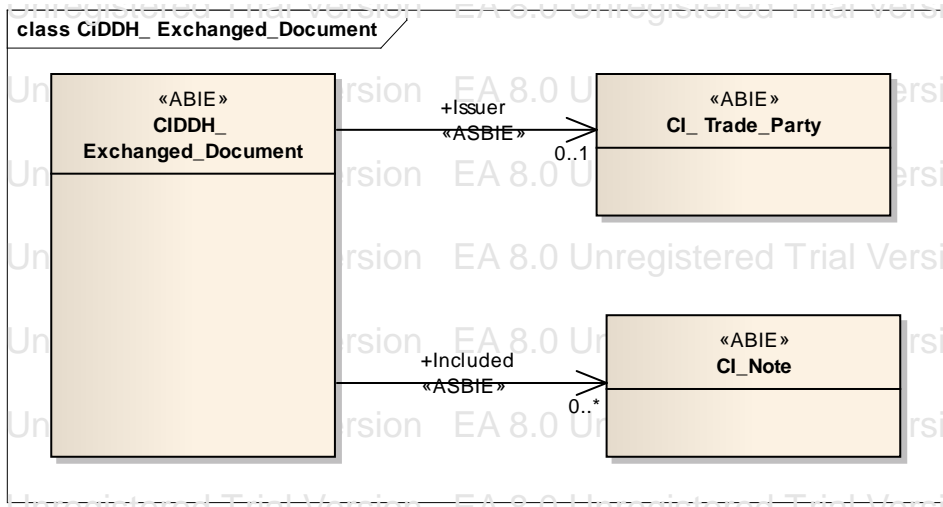 class CiDDH_ Exchanged_Document
«ABIE»
CIDDH_
Exchanged_Document
+Issuer
«ASBIE»
0..1
«ABIE»
CI_ Trade_Party
+Included
«ASBIE»
0..*
«ABIE»
CI_Note
EA 8.0 Unregistered Trial Versi